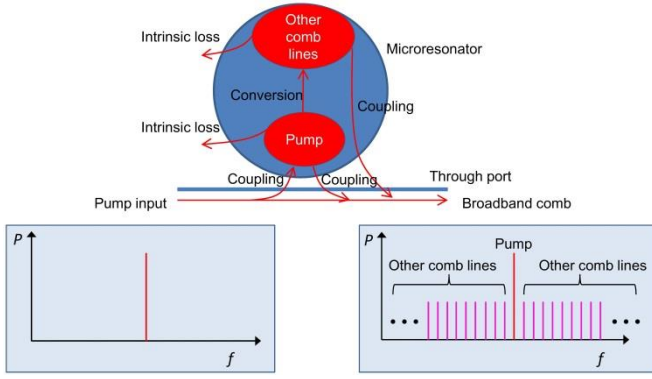 Other
comb
lines
Intrinsic loss
Microresonator
Conversion
Coupling
Intrinsic loss
Pump
Coupling
Coupling
Through port
Pump input
Broadband comb
P
f
P
Pump
Other comb lines
Other comb lines
f